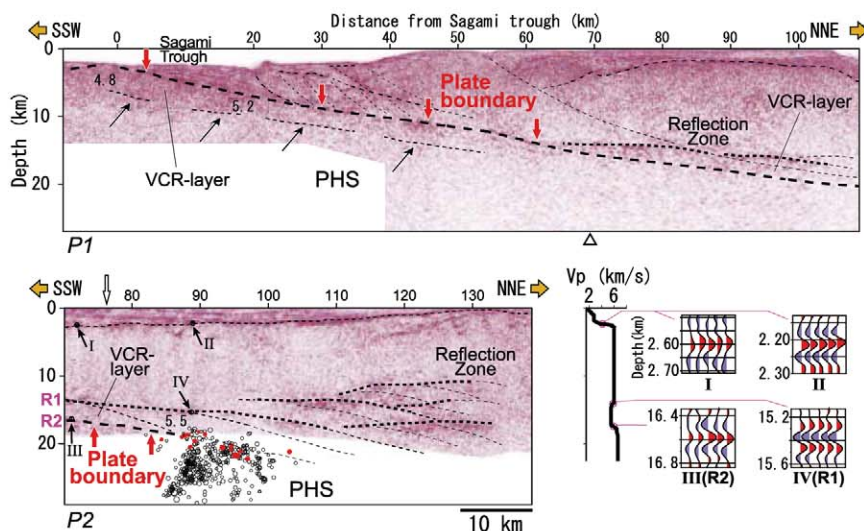 Distance from Sagami trough (km)
SSW
NNE
0 10 20 30 40 50 60 70 80 90 100
Sagami
Trough
0
10
20
Depth (km)
4.8
5.2
Plate
boundary
VCR-layer
Reflection
Zone
VCR-layer
PHS
P1
SSW
NNE
80 90 100 110 120 130
0
10
20
I
II
VCR-
layer
IV
R1
R2
5.5
III
Reflection
Zone
Plate
boundary
PHS
P2
10 km
Vp (km/s)
2 6
Depth(km)
2.60
2.70
I
2.20
2.30
II
16.4
16.8
III(R2)
15.2
15.6
IV(R1)